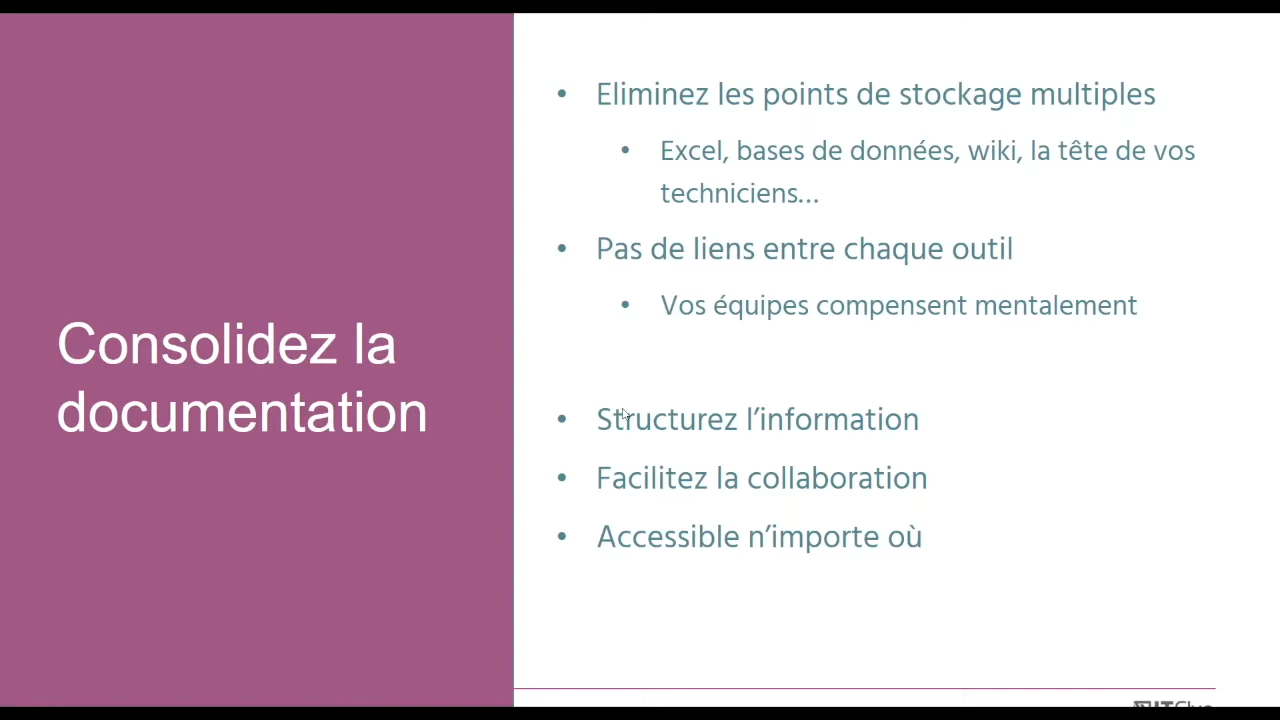 Consolidez la
documentation
• Eliminez les points de stockage multiples
• Excel, bases de données, wiki, la tête de vos
techniciens...
• Pas de liens entre chaque outil
• Vos équipes compensent mentalement
• Structurez l’information
• Facilitez la collaboration
• Accessible n’importe où